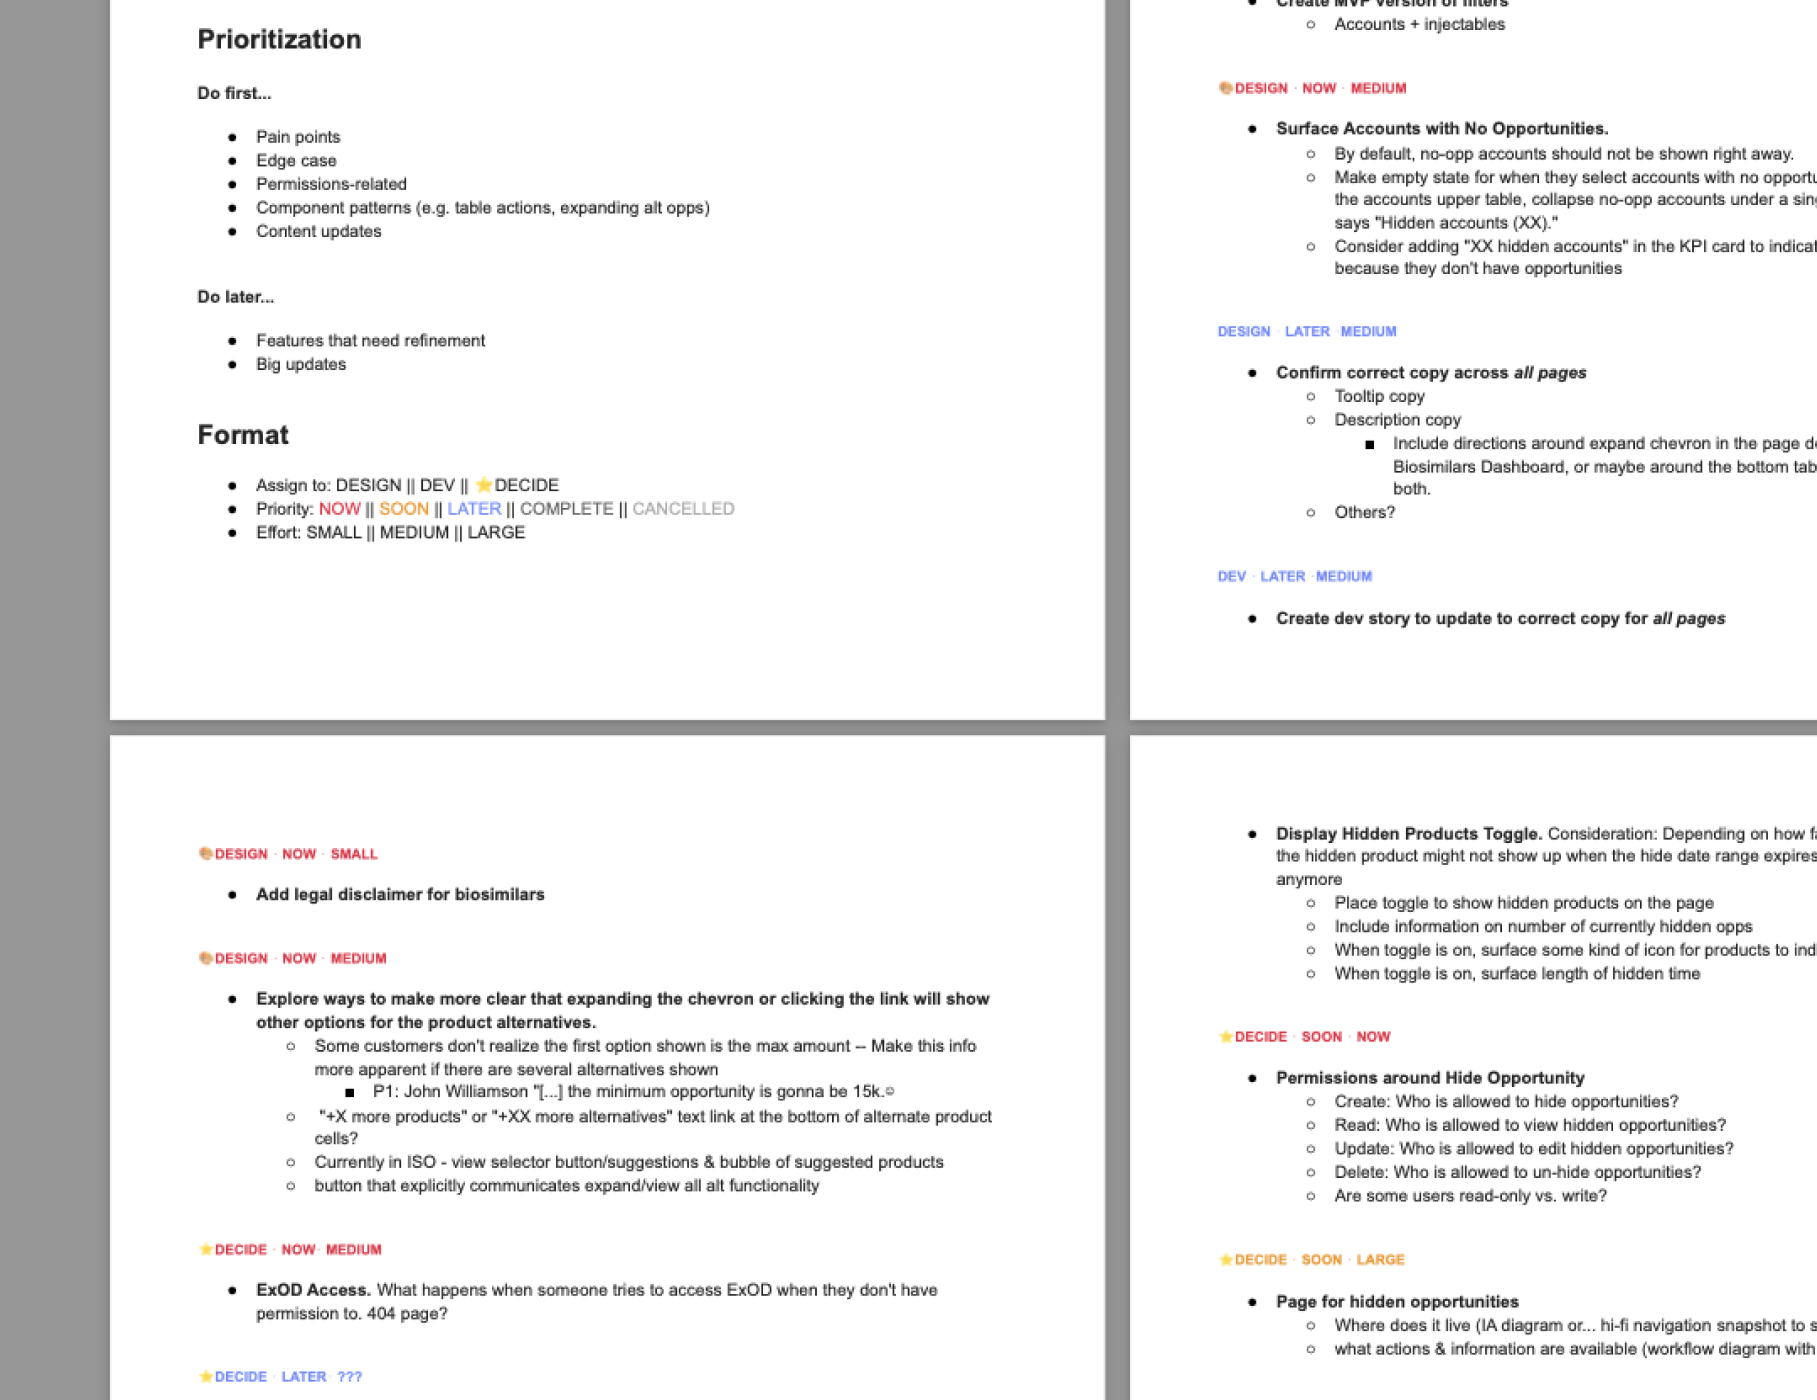 Prioritization
Do first...
● Pain points
● Edge case
● Permissions-related
● Component patterns (e.g. table actions, expanding alt opps)
● Content updates
Do later...
● Features that need refinement
● Big updates
Format
● Assign to: DESIGN || DEV || ⭐DECIDE
● Priority: NOW || SOON || LATER || COMPLETE || CANCELLED
● Effort: SMALL || MEDIUM || LARGE
● Create MVP version of filters
○ Accounts + injectables
🎨DESIGN · NOW · MEDIUM
● Surface Accounts with No Opportunities.
○ By default, no-opp accounts should not be shown right away.
○ Make empty state for when they select accounts with no opportu
the accounts upper table, collapse no-opp accounts under a sin
says "Hidden accounts (XX)."
○ Consider adding "XX hidden accounts" in the KPI card to indicat
because they don't have opportunities
DESIGN · LATER · MEDIUM
● Confirm correct copy across all pages
○ Tooltip copy
○ Description copy
■ Include directions around expand chevron in the page d
Biosimilars Dashboard, or maybe around the bottom tab
both.
○ Others?
DEV · LATER · MEDIUM
● Create dev story to update to correct copy for all pages
🎨DESIGN · NOW · SMALL
● Add legal disclaimer for biosimilars
🎨DESIGN · NOW · MEDIUM
● Explore ways to make more clear that expanding the chevron or clicking the link will show
other options for the product alternatives.
○ Some customers don't realize the first option shown is the max amount -- Make this info
more apparent if there are several alternatives shown
■ P1: John Williamson "[...] the minimum opportunity is gonna be 15k.
○ "+X more products" or "+XX more alternatives" text link at the bottom of alternate product
cells?
○ Currently in ISO - view selector button/suggestions & bubble of suggested products
○ button that explicitly communicates expand/view all alt functionality
⭐DECIDE · NOW · MEDIUM
● ExOD Access. What happens when someone tries to access ExOD when they don't have
permission to. 404 page?
⭐DECIDE · LATER · ???
● Display Hidden Products Toggle. Consideration: Depending on how f
the hidden product might not show up when the hide date range expires
anymore
○ Place toggle to show hidden products on the page
○ Include information on number of currently hidden opps
○ When toggle is on, surface some kind of icon for products to ind
○ When toggle is on, surface length of hidden time
⭐DECIDE · SOON · NOW
● Permissions around Hide Opportunity
○ Create: Who is allowed to hide opportunities?
○ Read: Who is allowed to view hidden opportunities?
○ Update: Who is allowed to edit hidden opportunities?
○ Delete: Who is allowed to un-hide opportunities?
○ Are some users read-only vs. write?
⭐DECIDE · SOON · LARGE
● Page for hidden opportunities
○ Where does it live (IA diagram or... hi-fi navigation snapshot to s
○ what actions & information are available (workflow diagram with